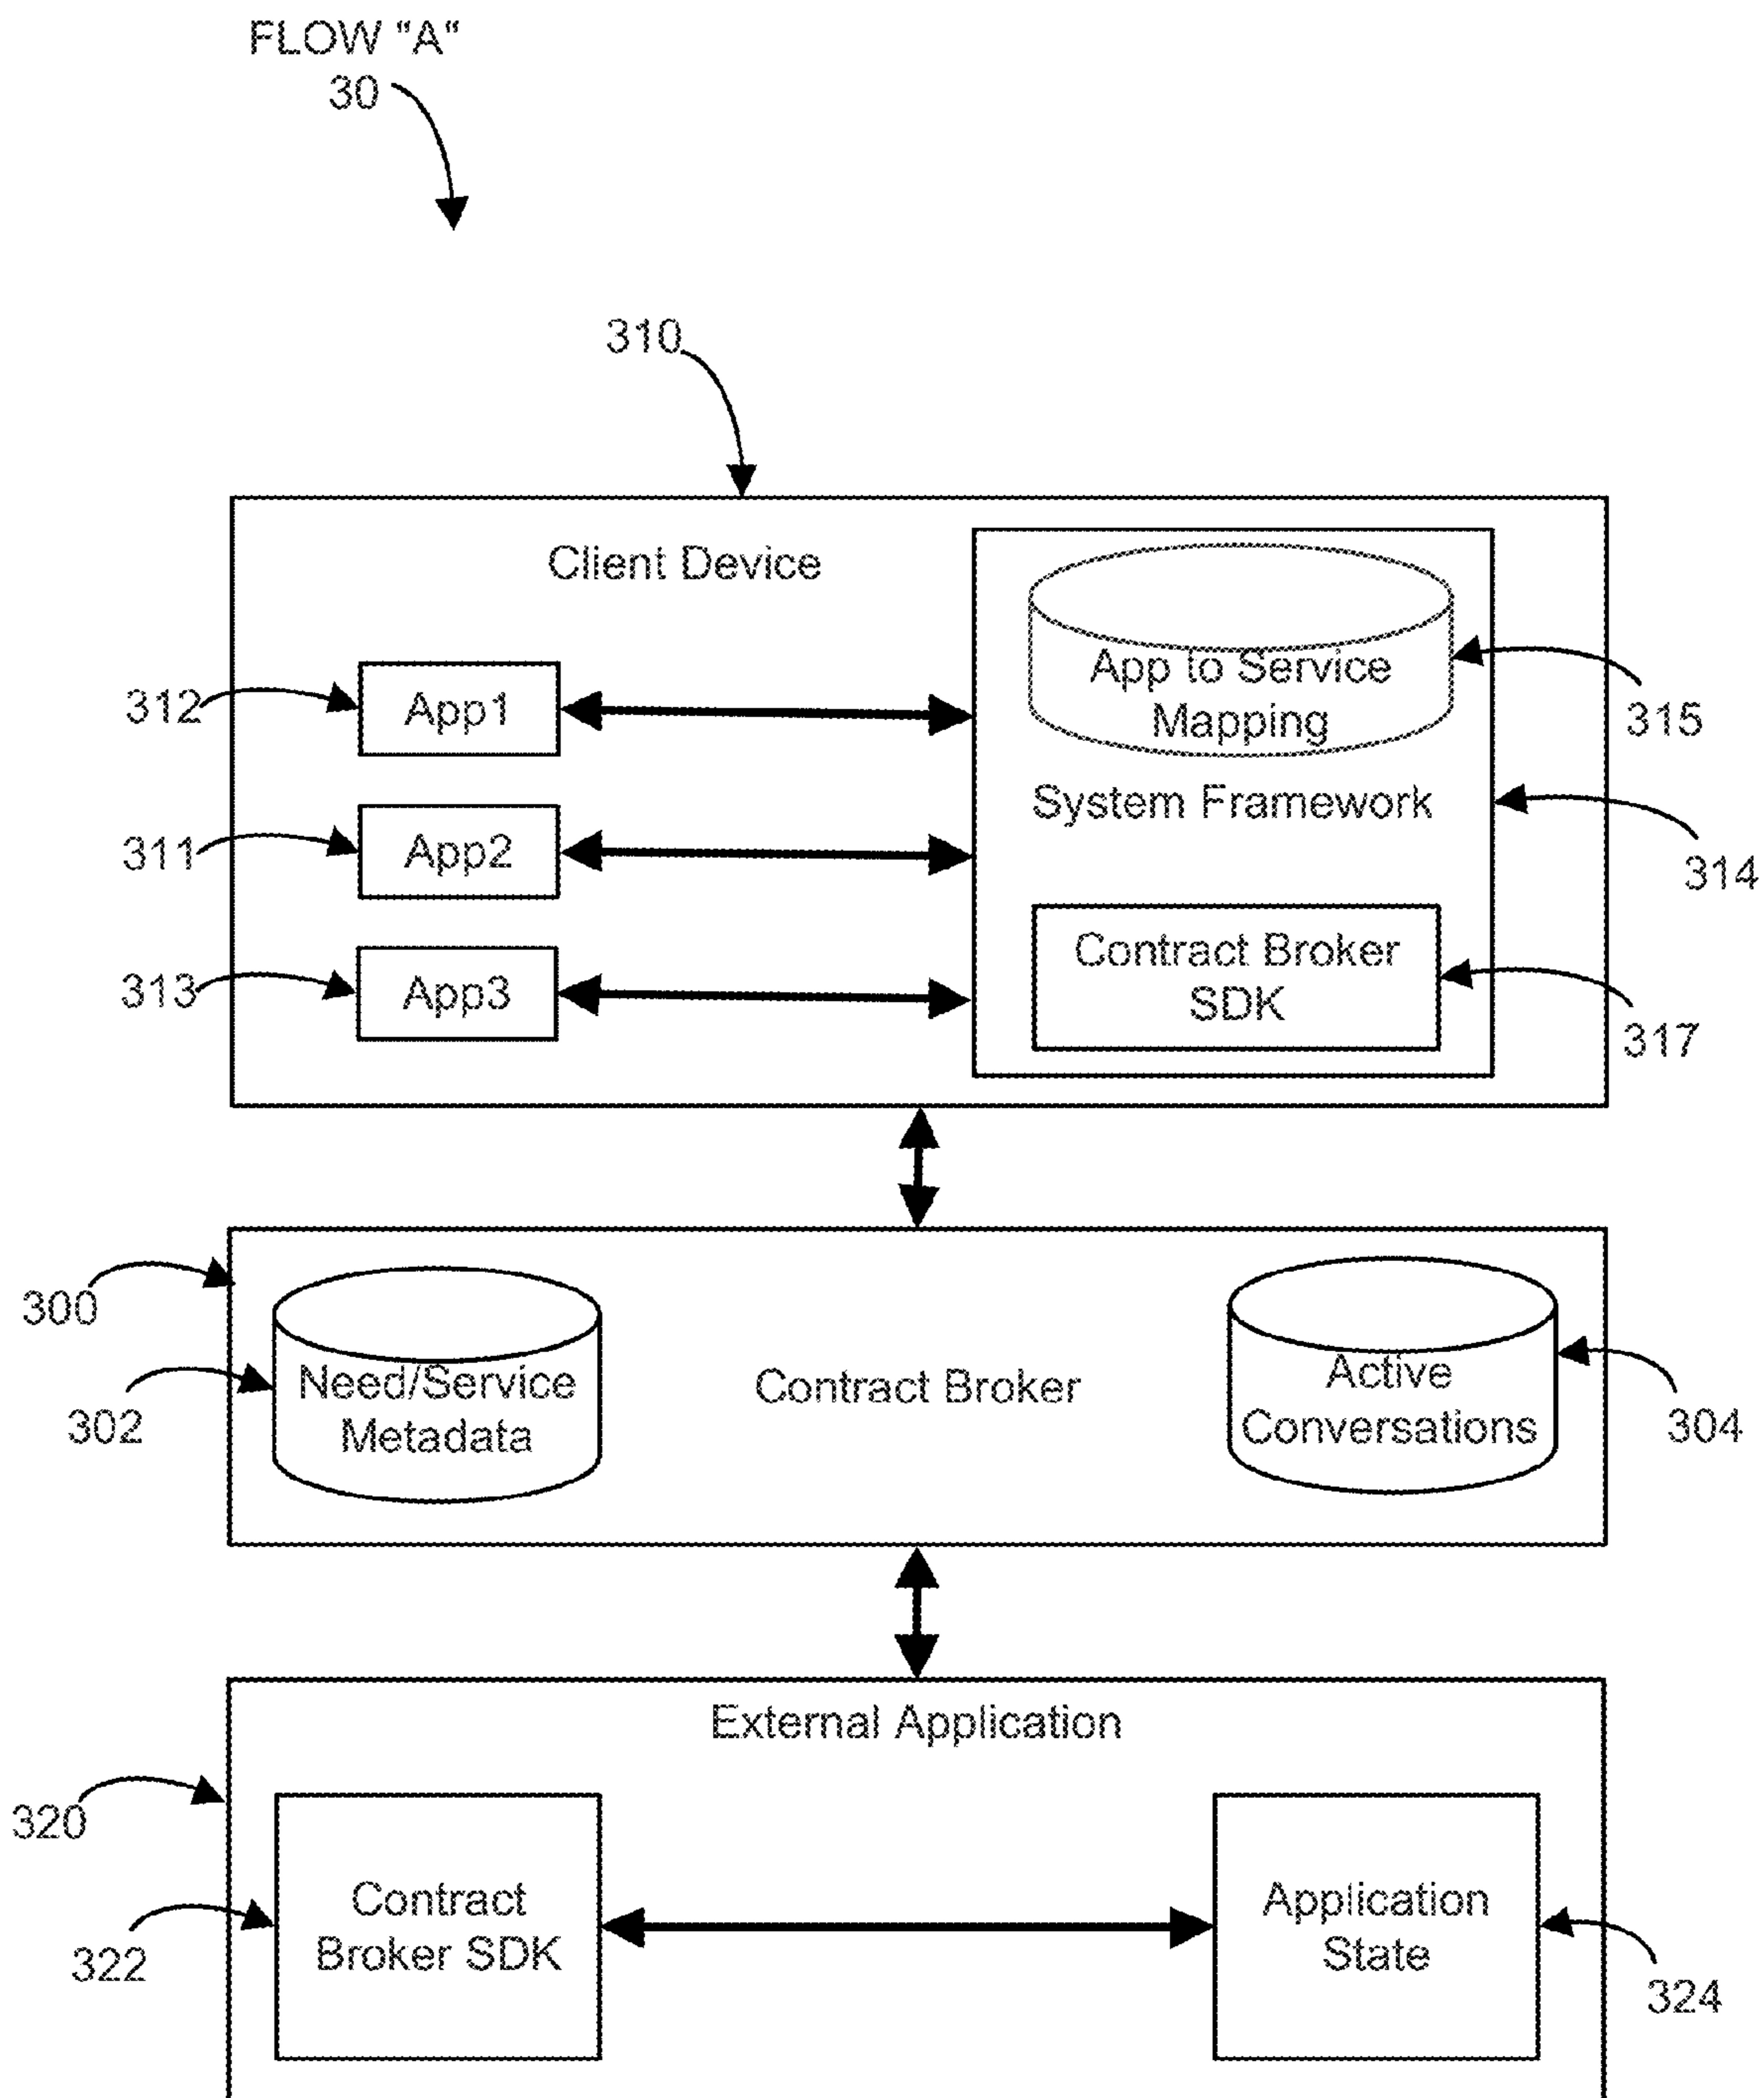 FLOW "A"
30
310
Client Device
App to Service
Mapping
315
312
App1
System Framework
314
311
App2
Contract Broker
SDK
317
313
App3
300
Need/Service
Metadata
302
Contract Broker
Active
Conversations
304
External Application
320
Contract
Broker SDK
322
Application
State
324